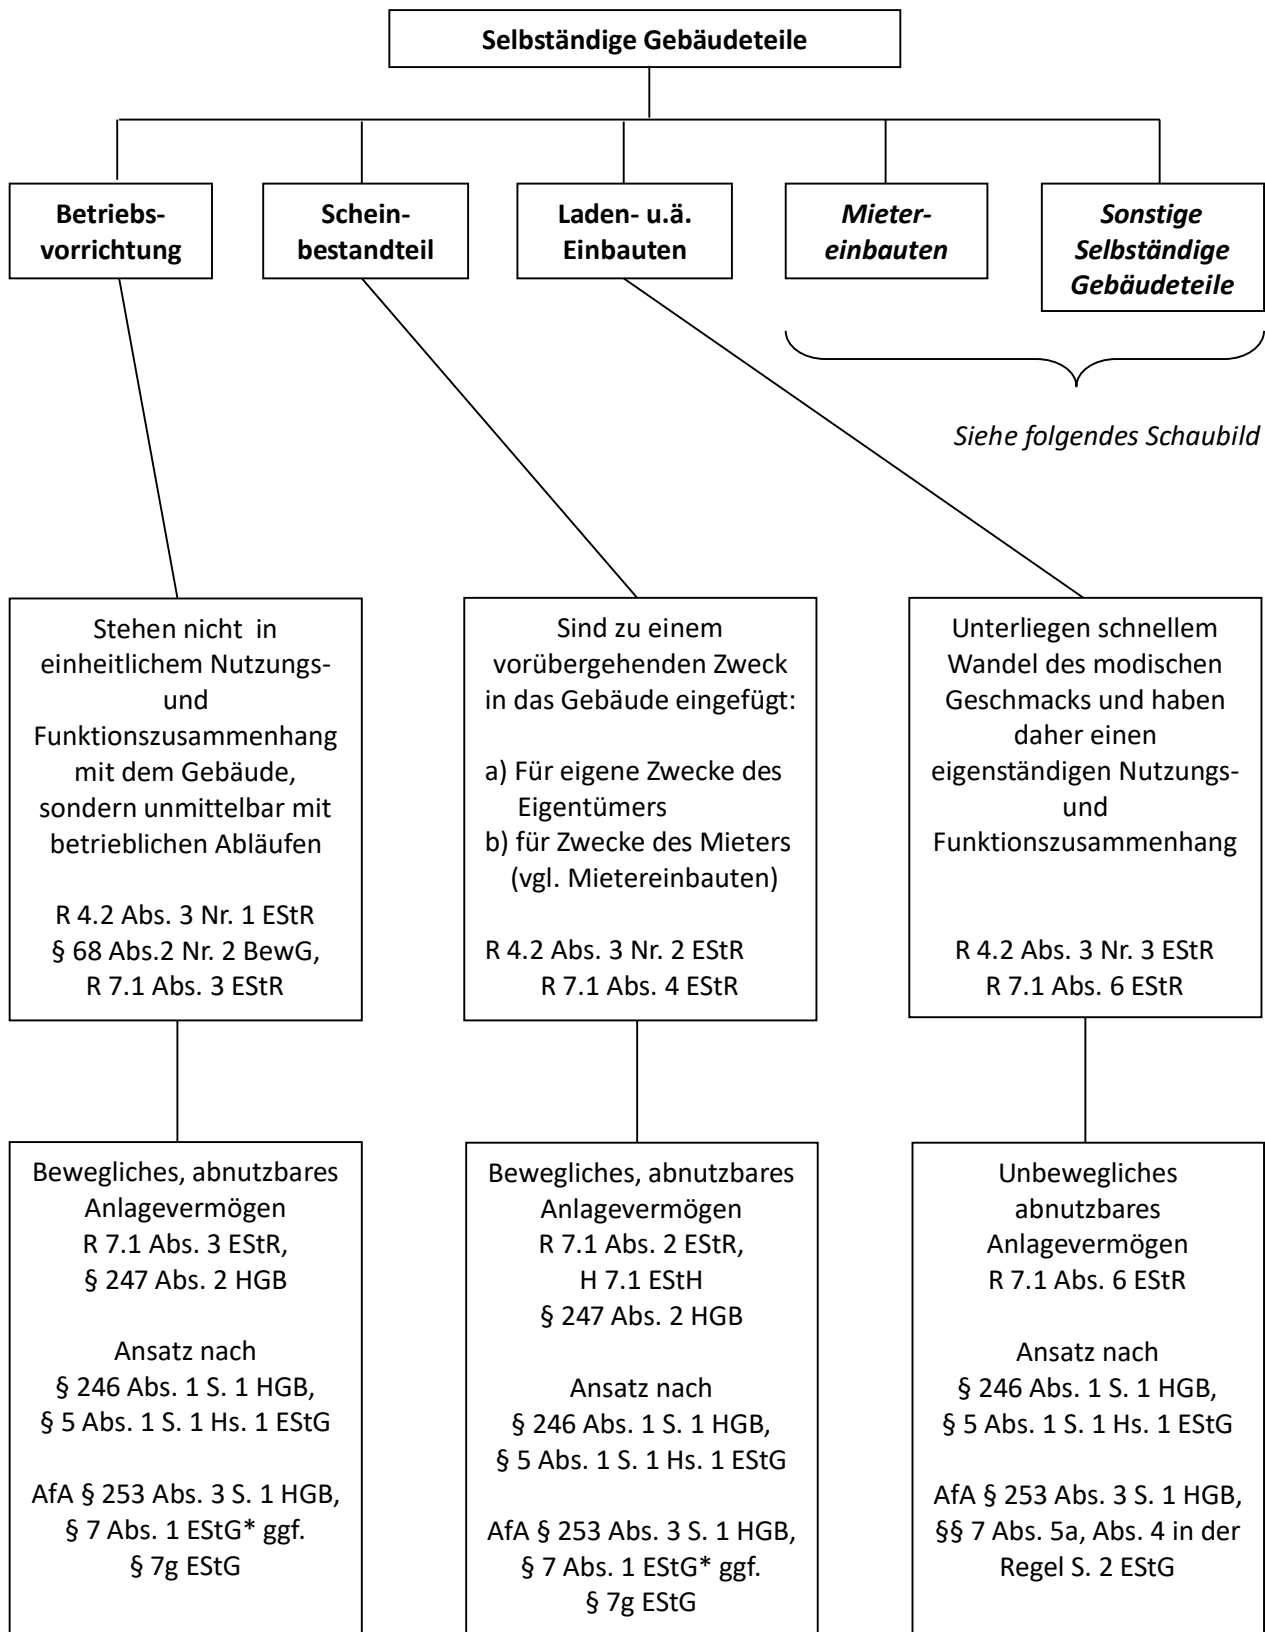 Selbständige Gebäudeteile
Betriebs-
vorrichtung
Schein-
bestandteil
Laden- u.ä.
Einbauten
Mieter-
einbauten
Sonstige
Selbständige
Gebäudeteile
Siehe folgendes Schaubild
Stehen nicht in
einheitlichem Nutzungs-
und
Funktionszusammenhang
mit dem Gebäude,
sondern unmittelbar mit
betrieblichen Abläufen
R 4.2 Abs. 3 Nr. 1 EStR
§ 68 Abs.2 Nr. 2 BewG,
R 7.1 Abs. 3 EStR
Sind zu einem
vorübergehenden Zweck
in das Gebäude eingefügt:
a) Für eigene Zwecke des
Eigentümers
b) für Zwecke des Mieters
(vgl. Mietereinbauten)
R 4.2 Abs. 3 Nr. 2 EStR
R 7.1 Abs. 4 EStR
Unterliegen schnellem
Wandel des modischen
Geschmacks und haben
daher einen
eigenständigen Nutzungs-
und
Funktionszusammenhang
R 4.2 Abs. 3 Nr. 3 EStR
R 7.1 Abs. 6 EStR
Bewegliches, abnutzbares
Anlagevermögen
R 7.1 Abs. 3 EStR,
§ 247 Abs. 2 HGB
Ansatz nach
§ 246 Abs. 1 S. 1 HGB,
§ 5 Abs. 1 S. 1 Hs. 1 EStG
AfA § 253 Abs. 3 S. 1 HGB,
§ 7 Abs. 1 EStG* ggf.
§ 7g EStG
Bewegliches, abnutzbares
Anlagevermögen
R 7.1 Abs. 2 EStR,
H 7.1 EStH
§ 247 Abs. 2 HGB
Ansatz nach
§ 246 Abs. 1 S. 1 HGB,
§ 5 Abs. 1 S. 1 Hs. 1 EStG
AfA § 253 Abs. 3 S. 1 HGB,
§ 7 Abs. 1 EStG* ggf.
§ 7g EStG
Unbewegliches
abnutzbares
Anlagevermögen
R 7.1 Abs. 6 EStR
Ansatz nach
§ 246 Abs. 1 S. 1 HGB,
§ 5 Abs. 1 S. 1 Hs. 1 EStG
AfA § 253 Abs. 3 S. 1 HGB,
§§ 7 Abs. 5a, Abs. 4 in der
Regel S. 2 EStG